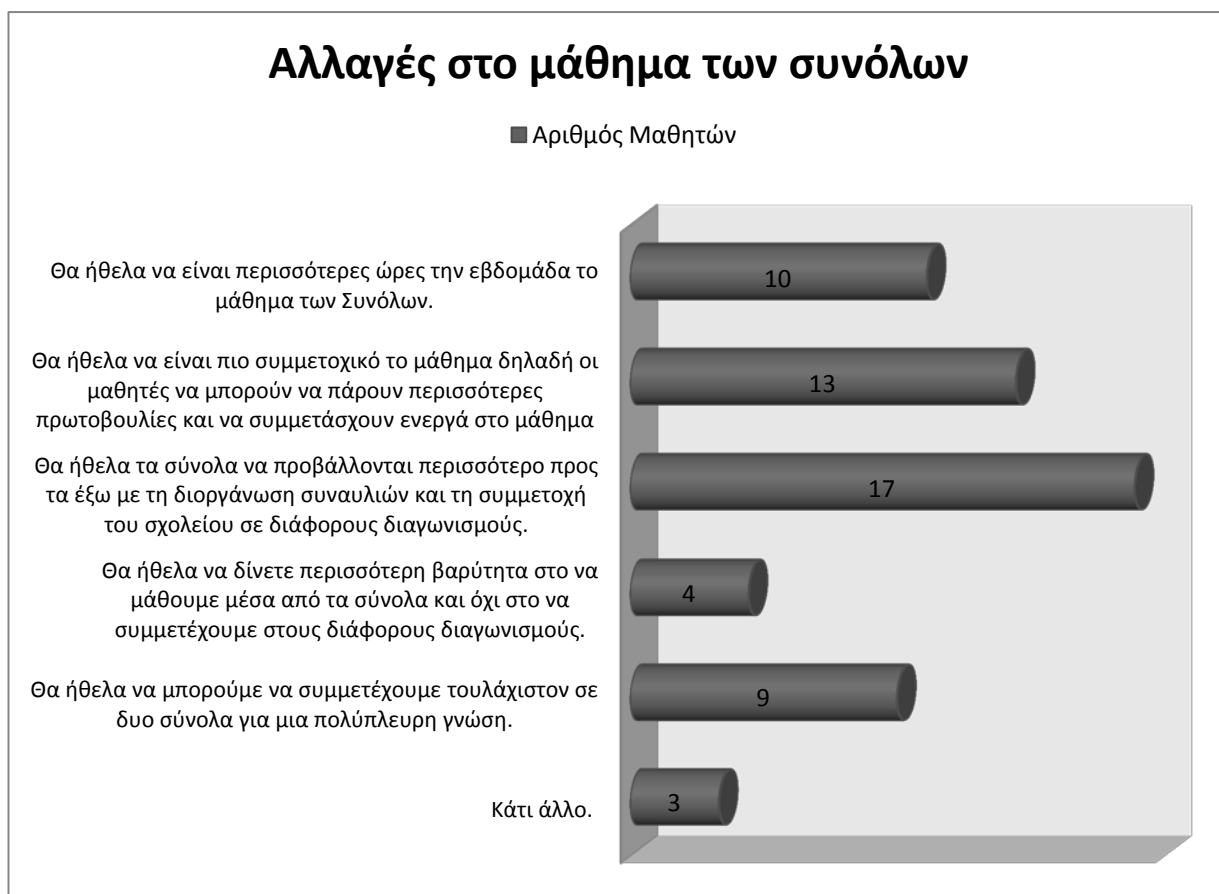 Αλλαγές στο μάθημα των συνόλων
Αριθμός Μαθητών
Θα ήθελα να είναι περισσότερες ώρες την εβδομάδα το
μάθημα των Συνόλων.
10
Θα ήθελα να είναι πιο συμμετοχικό το μάθημα δηλαδή οι
μαθητές να μπορούν να πάρουν περισσότερες
πρωτοβουλίες και να συμμετάσχουν ενεργά στο μάθημα
13
Θα ήθελα τα σύνολα να προβάλλονται περισσότερο προς
τα έξω με τη διοργάνωση συναυλιών και τη συμμετοχή
του σχολείου σε διάφορους διαγωνισμούς.
17
Θα ήθελα να δίνετε περισσότερη βαρύτητα στο να
μάθουμε μέσα από τα σύνολα και όχι στο να
συμμετέχουμε στους διάφορους διαγωνισμούς.
4
Θα ήθελα να μπορούμε να συμμετέχουμε τουλάχιστον σε
δυο σύνολα για μια πολύπλευρη γνώση.
9
Κάτι άλλο.
3